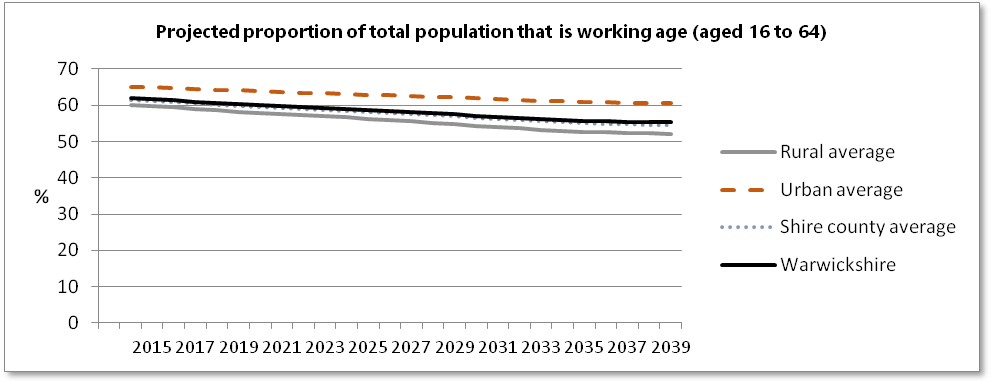 Projected proportion of total population that is working age (aged 16 to 64)
70
60
50
40
%
30
20
10
0
2015 2017 2019 2021 2023 2025 2027 2029 2031 2033 2035 2037 2039
Rural average
Urban average
Shire county average
Warwickshire